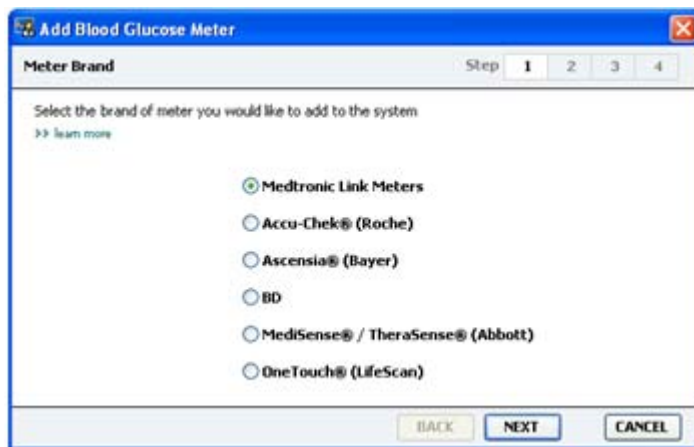 Add Blood Glucose Meter
Meter Brand Step 1 2 3 4
Select the brand of meter you would like to add to the system
>> learn more
Medtronic Link Meters
Accu-Chek® (Roche)
Ascensia® (Bayer)
BD
MediSense® / TheraSense® (Abbott)
OneTouch® (LifeScan)
BACK NEXT CANCEL